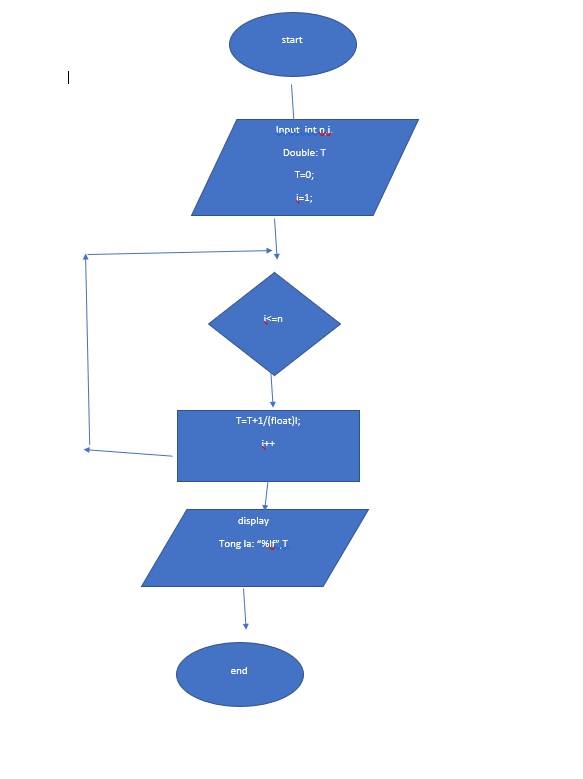 start
Input int n,i.
Double: T
T=0;
i=1;
i<=n
T=T+1/(float)I;
i++
display
Tong la: “%lf”,T
end